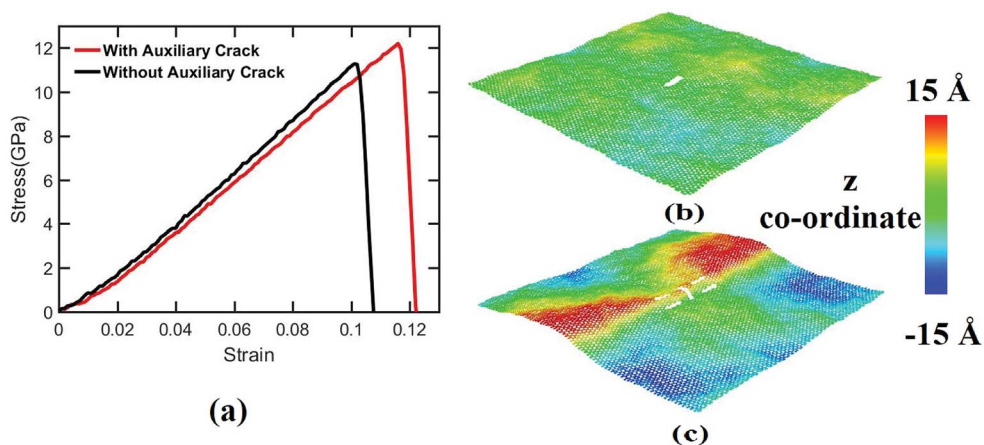 With Auxiliary Crack
Without Auxiliary Crack
Stress(GPa)
12
10
8
6
4
2
0
0
0.02
0.04
0.06
0.08
0.1
0.12
Strain
(a)
(b)
(c)
15 Å
z
co-ordinate
-15 Å